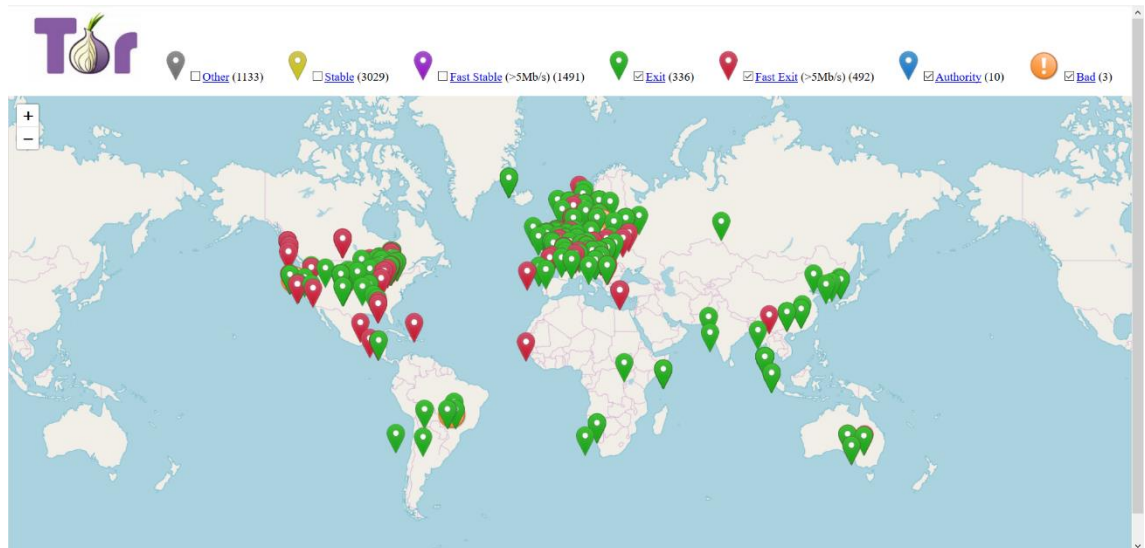 Tor
Other (1133)
Stable (3029)
Fast Stable (>5Mb/s) (1491)
Exit (336)
Fast Exit (>5Mb/s) (492)
Authority (10)
! Bad (3)
+
−